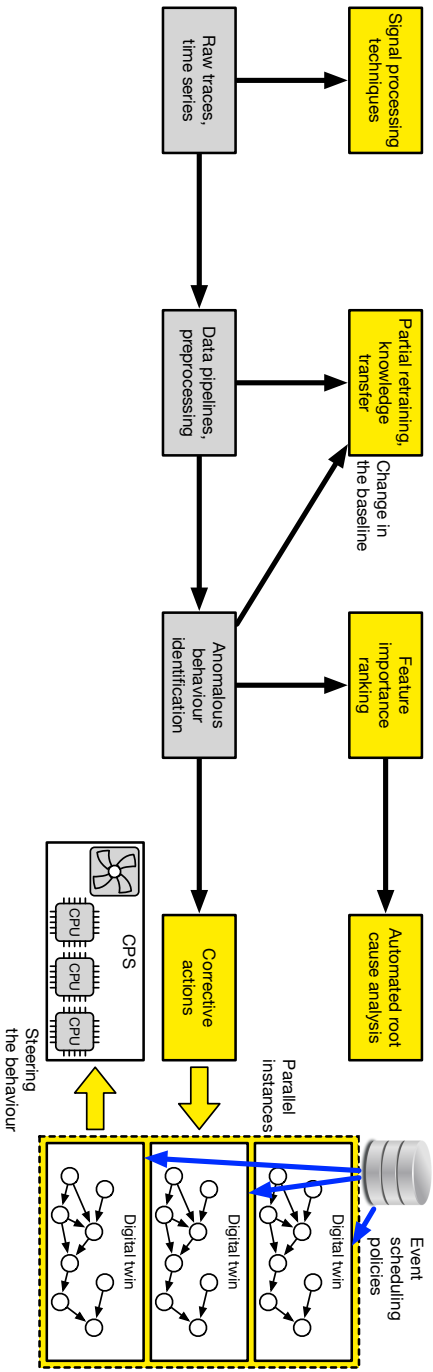 Signal processing
techniques
Partial retraining,
knowledge
transfer
Feature
importance
ranking
Automated root
cause analysis
Event
scheduling
policies
Change in
the baseline
Raw traces,
time series
Data pipelines,
preprocessing
Anomalous
behaviour
identification
Corrective
actions
Parallel
instances
CPS
CPU
CPU
CPU
Steering
the behaviour
Digital twin
Digital twin
Digital twin